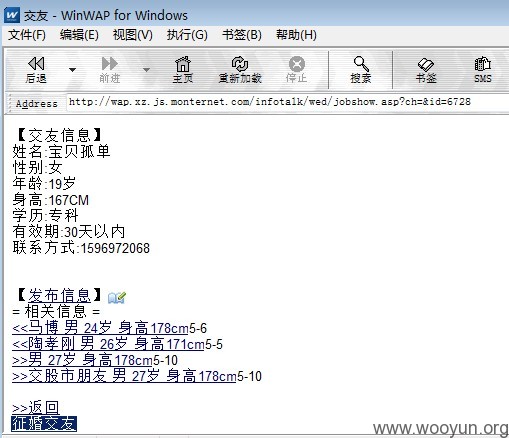 交友 - WinWAP for Windows
文件(F) 编辑(E) 视图(V) 执行(G) 书签(B) 帮助(H)
后退 前进 主页 重新加载 停止 搜索 书签 SMS
Address http://wap.xz.js.monternet.com/infotalk/wed/jobshow.asp?ch=&id=6728
【交友信息】
姓名:宝贝孤单
性别:女
年龄:19岁
身高:167CM
学历:专科
有效期:30天以内
联系方式:1596972068
【发布信息】
= 相关信息 =
<<马博 男 24岁 身高178cm5-6
<<陶孝刚 男 26岁 身高171cm5-5
>>男 27岁 身高178cm5-10
>>交股市朋友 男 27岁 身高178cm5-10
>>返回
征婚交友
www.wooyun.org